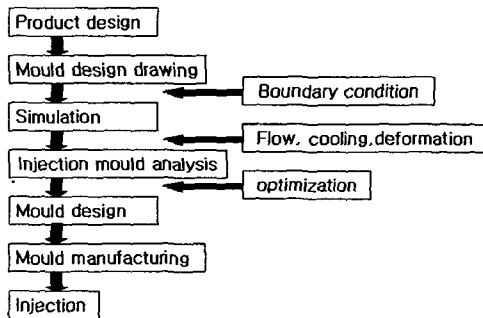 Product design
Mould design drawing
Boundary condition
Simulation
Flow, cooling,deformation
Injection mould analysis
optimization
Mould design
Mould manufacturing
Injection